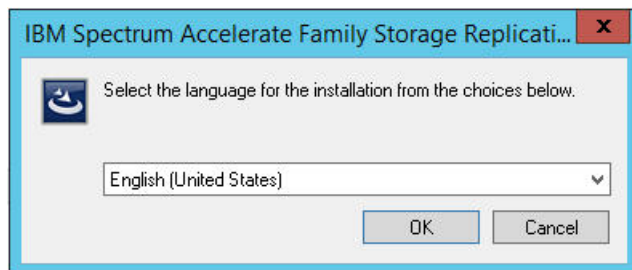 IBM Spectrum Accelerate Family Storage Replicati...
x
Select the language for the installation from the choices below.
English (United States)
OK
Cancel